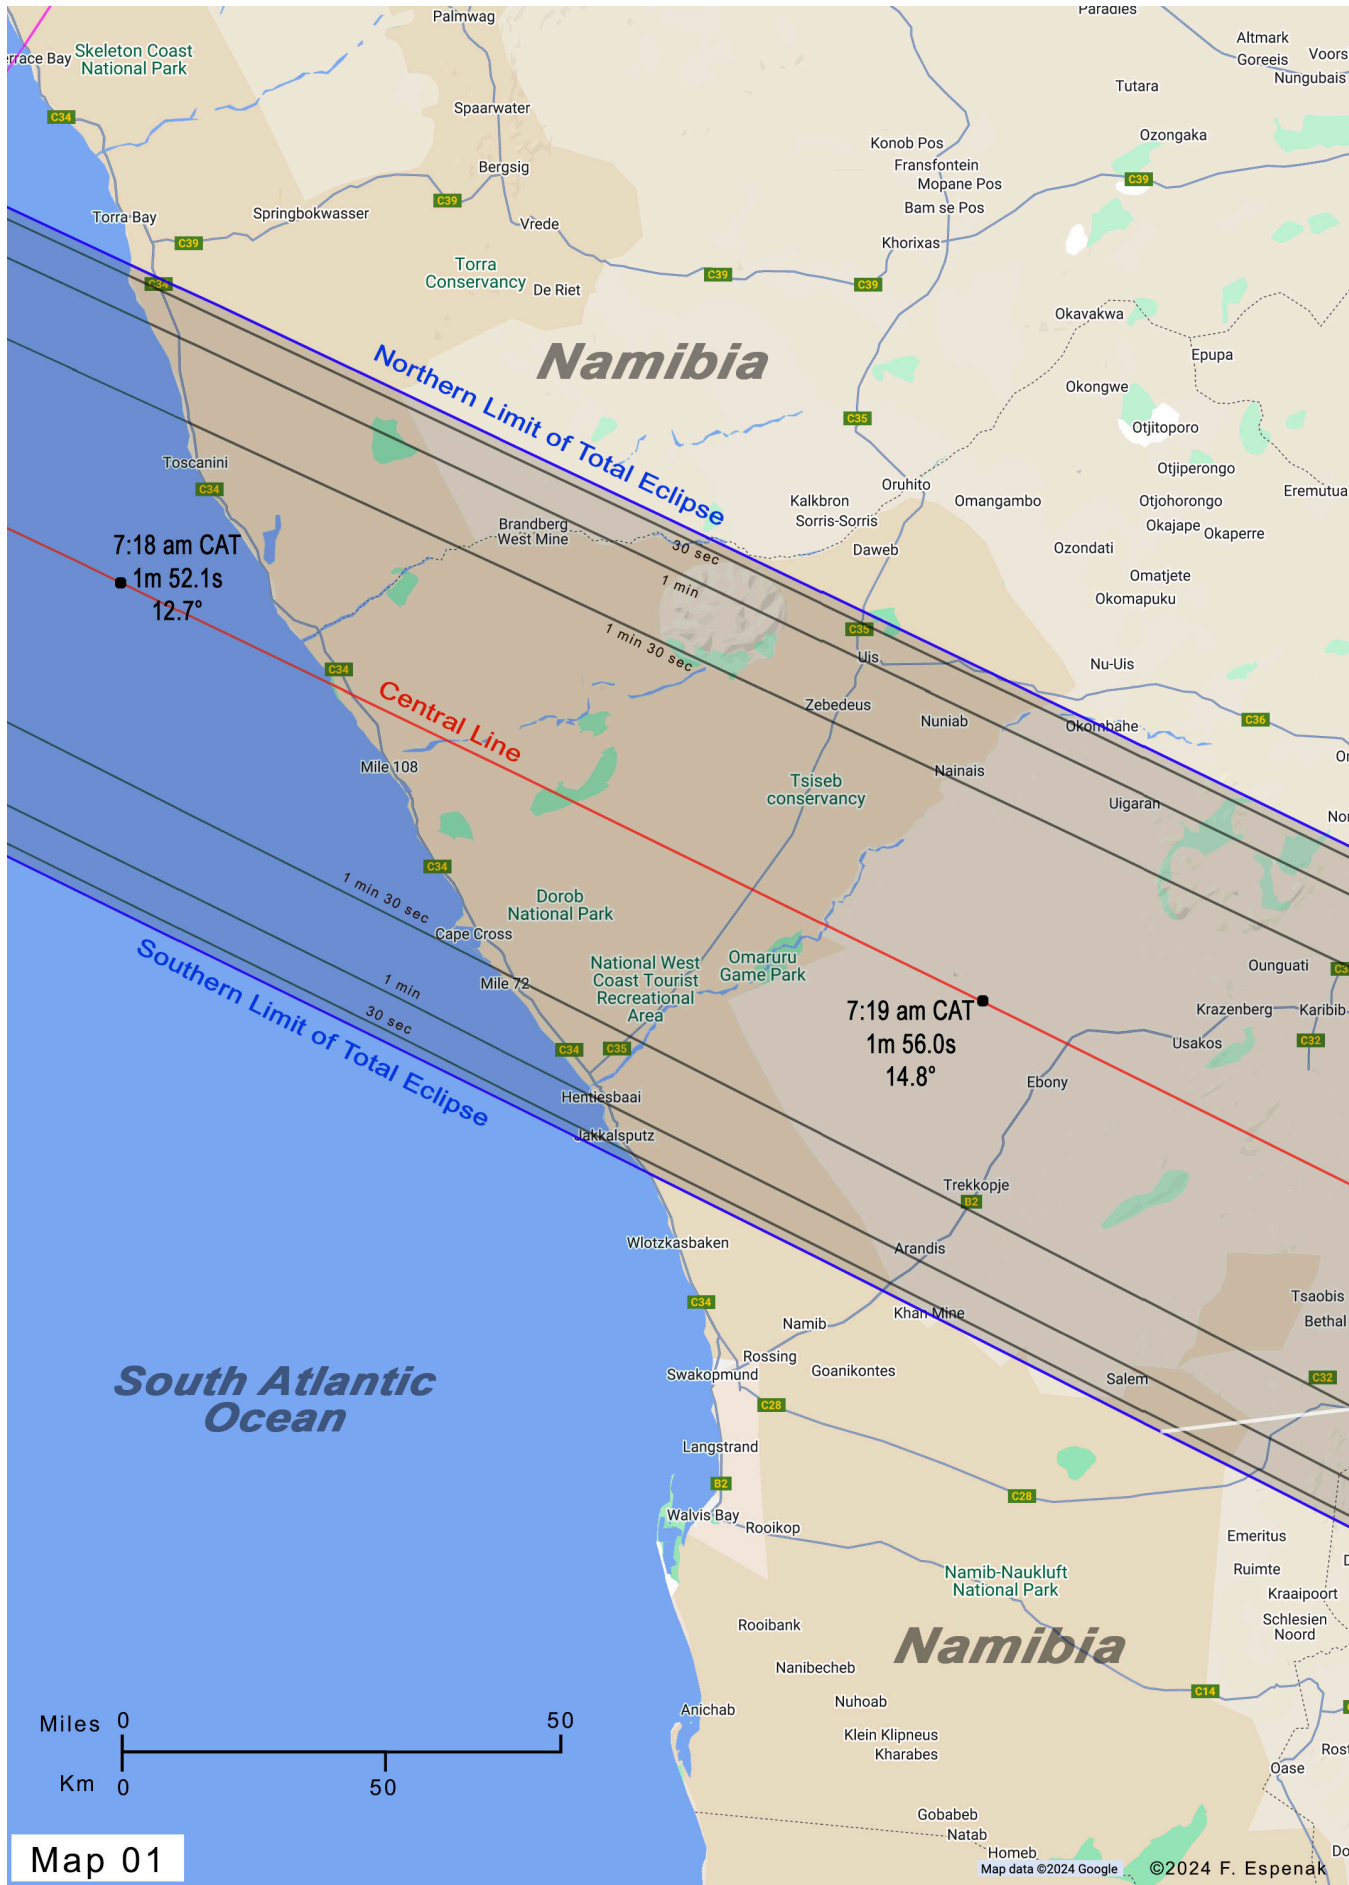 Palmwag
Paradies
Skeleton Coast
National Park
Altmark
Goreeis
Voors
Nungubais
Tutara
C34
Spaarwater
Ozongaka
Konob Pos
Fransfontein
Mopane Pos
Bam se Pos
C39
Bergsig
C39
Torra Bay
Springbokwasser
Vrede
Khorixas
C39
Torra
Conservancy
De Riet
C39
C39
C34
Okavakwa
Namibia
Epupa
Northern Limit of Total Eclipse
Okongwe
C35
Otjitoporo
Toscanini
Otjiperongo
C34
Oruhito
Kalkbron
Omangambo
Otjohorongo
Eremutua
Sorris-Sorris
Okajape
Okaperre
Brandberg
West Mine
7:18 am CAT
1m 52.1s
12.7°
30 sec
1 min
1 min 30 sec
Daweb
Ozondati
Omatjete
Okomapuku
C35
Uis
Nu-Uis
C34
Central Line
Zebedeus
Nuniab
Okombahe
C36
Mile 108
Nainais
Tsiseb
conservancy
Uigaran
C34
1 min 30 sec
Dorob
National Park
Cape Cross
Southern Limit of Total Eclipse
Mile 72
1 min
30 sec
National West
Coast Tourist
Recreational
Area
Omaruru
Game Park
Ounguati
7:19 am CAT
1m 56.0s
14.8°
Krazenberg
Karibib
Usakos
C32
C34
C35
Ebony
Hentiesbaai
Jakkalsputz
Trekkopje
B2
Wlotzkasbaken
Arandis
C34
Tsaobis
Khan Mine
Bethal
Namib
Rossing
Goanikontes
Swakopmund
Salem
C32
South Atlantic
Ocean
C28
Langstrand
B2
C28
Walvis Bay
Rooikop
Emeritus
Ruimte
Namib-Naukluft
National Park
Kraaipoort
Schlesien
Noord
Rooibank
Namibia
Nanibecheb
Nuhoab
C14
Anichab
Klein Klipneus
Kharabes
Miles 0 50
Km 0 50
Oase
Gobabeb
Natab
Homeb
Map 01
Map data ©2024 Google
©2024 F. Espenak